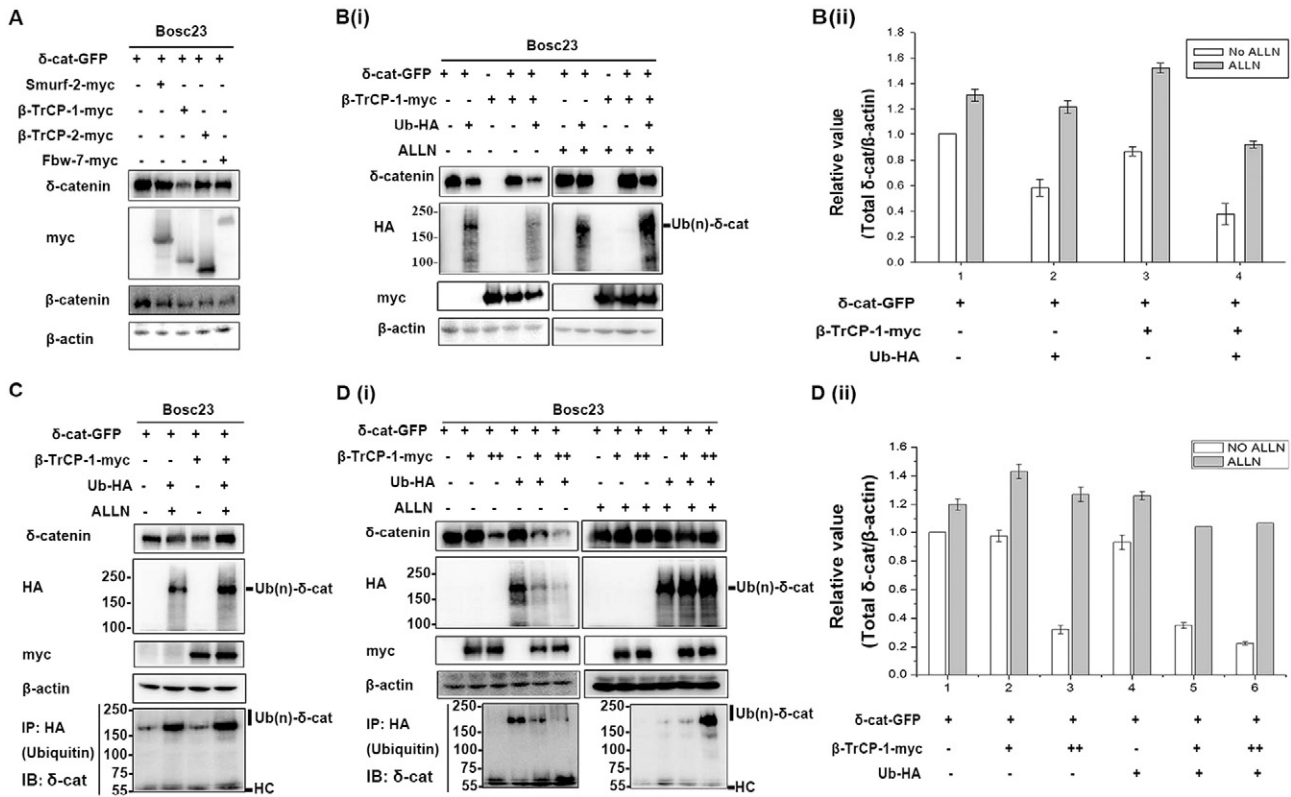 A
Bosc23
δ-cat-GFP + + + + +
Smurf-2-myc - + - - -
β-TrCP-1-myc - - + - -
β-TrCP-2-myc - - - + -
Fbw-7-myc - - - - +
δ-catenin
myc
β-catenin
β-actin
B(i)
Bosc23
δ-cat-GFP + + - + + + + - + +
β-TrCP-1-myc - - + + + - - + + +
Ub-HA - + - - + - + - - +
ALLN - - - - - + + + + +
δ-catenin
HA
250
150
100
Ub(n)-δ-cat
myc
β-actin
B(ii)
No ALLN
ALLN
Relative value
(Total δ-cat/ß-actin)
1.8
1.6
1.4
1.2
1.0
0.8
0.6
0.4
0.2
0.0
1 2 3 4
δ-cat-GFP + + + +
β-TrCP-1-myc - - + +
Ub-HA - + - +
C
Bosc23
δ-cat-GFP + + + +
β-TrCP-1-myc - - + +
Ub-HA - + - +
ALLN - + - +
δ-catenin
HA
250
150
100
Ub(n)-δ-cat
myc
β-actin
IP: HA
(Ubiquitin)
IB: δ-cat
250
150
100
75
55
Ub(n)-δ-cat
HC
D (i)
Bosc23
δ-cat-GFP + + + + + + + + + + + +
β-TrCP-1-myc - + ++ - + ++ - + ++ - + ++
Ub-HA - - - + + + - - - + + +
ALLN - - - - - - + + + + + +
δ-catenin
HA
250
150
100
Ub(n)-δ-cat
myc
β-actin
IP: HA
(Ubiquitin)
IB: δ-cat
250
150
100
75
55
250
150
100
75
55
Ub(n)-δ-cat
HC
D (ii)
NO ALLN
ALLN
Relative value
(Total δ-cat/β-actin)
1.6
1.4
1.2
1.0
0.8
0.6
0.4
0.2
0.0
1 2 3 4 5 6
δ-cat-GFP + + + + + +
β-TrCP-1-myc - + ++ - + ++
Ub-HA - - - + + +